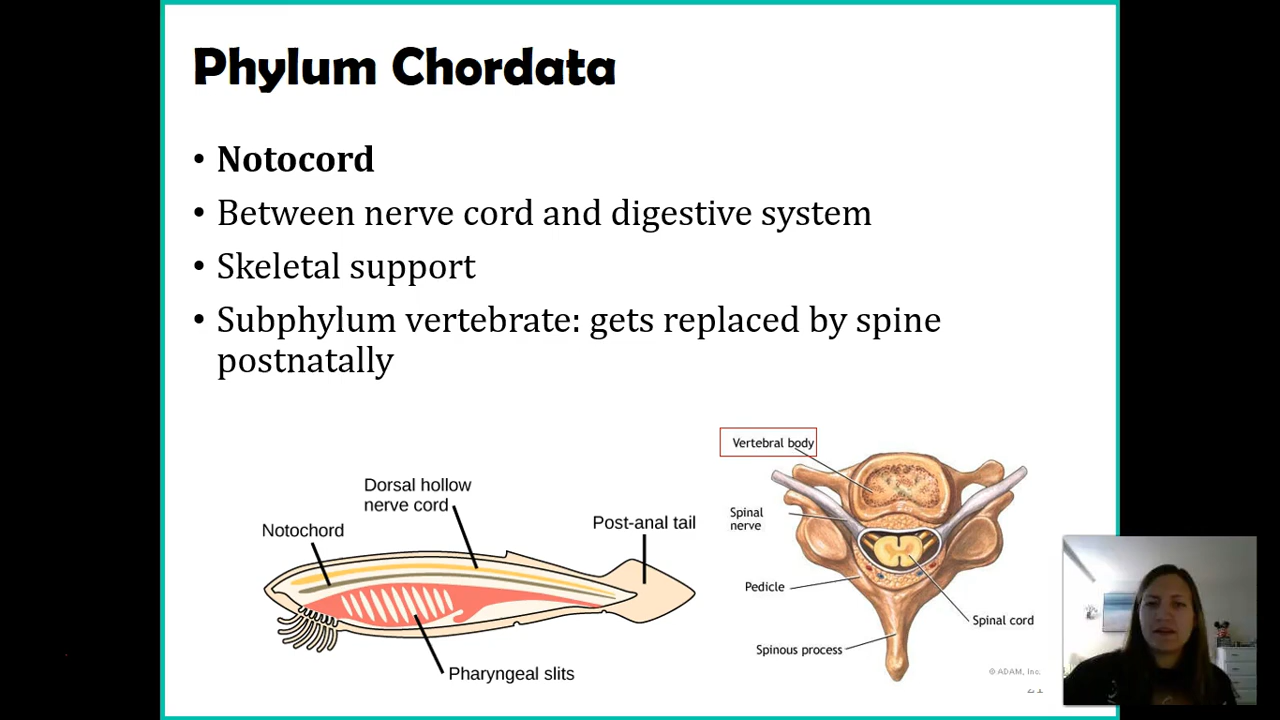 Phylum Chordata
• Notocord
• Between nerve cord and digestive system
• Skeletal support
• Subphylum vertebrate: gets replaced by spine
postnatally
Dorsal hollow
nerve cord
Notochord
Post-anal tail
Pharyngeal slits
Vertebral body
Spinal
nerve
Pedicle
Spinal cord
Spinous process
© ADAM, Inc.